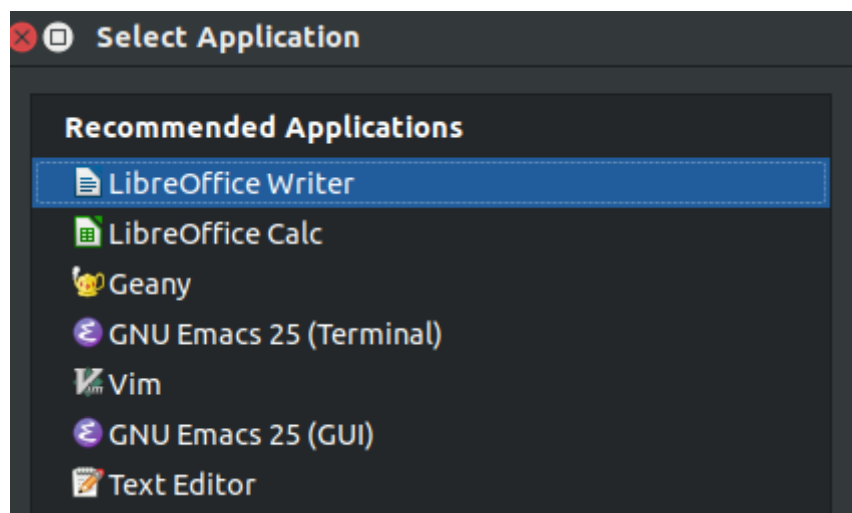 Select Application
Recommended Applications
LibreOffice Writer
LibreOffice Calc
Geany
GNU Emacs 25 (Terminal)
Vim
GNU Emacs 25 (GUI)
Text Editor